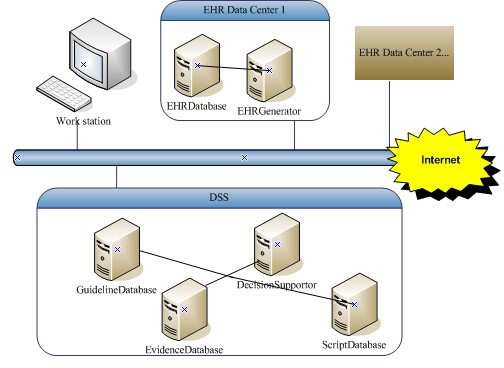 EHR Data Center 1
EHRDatabase
EHRGenerator
EHR Data Center 2...
Work station
Internet
DSS
GuidelineDatabase
DecisionSupportor
EvidenceDatabase
ScriptDatabase